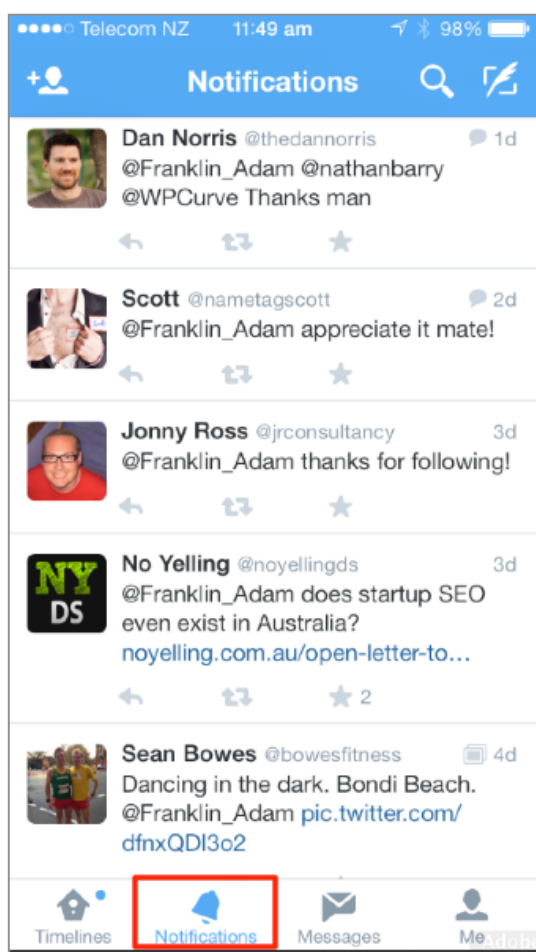 Telecom NZ 11:49 am 98%
Notifications
Dan Norris @thedannorris 1d
@Franklin_Adam @nathanbarry
@WPCurve Thanks man
Scott @nametagscott 2d
@Franklin_Adam appreciate it mate!
Jonny Ross @jrconsultancy 3d
@Franklin_Adam thanks for following!
NY
DS
No Yelling @noyellingds 3d
@Franklin_Adam does startup SEO
even exist in Australia?
noyelling.com.au/open-letter-to...
2
Sean Bowes @bowesfitness 4d
Dancing in the dark. Bondi Beach.
@Franklin_Adam pic.twitter.com/
dfnxQDI3o2
Timelines Notifications Messages Me